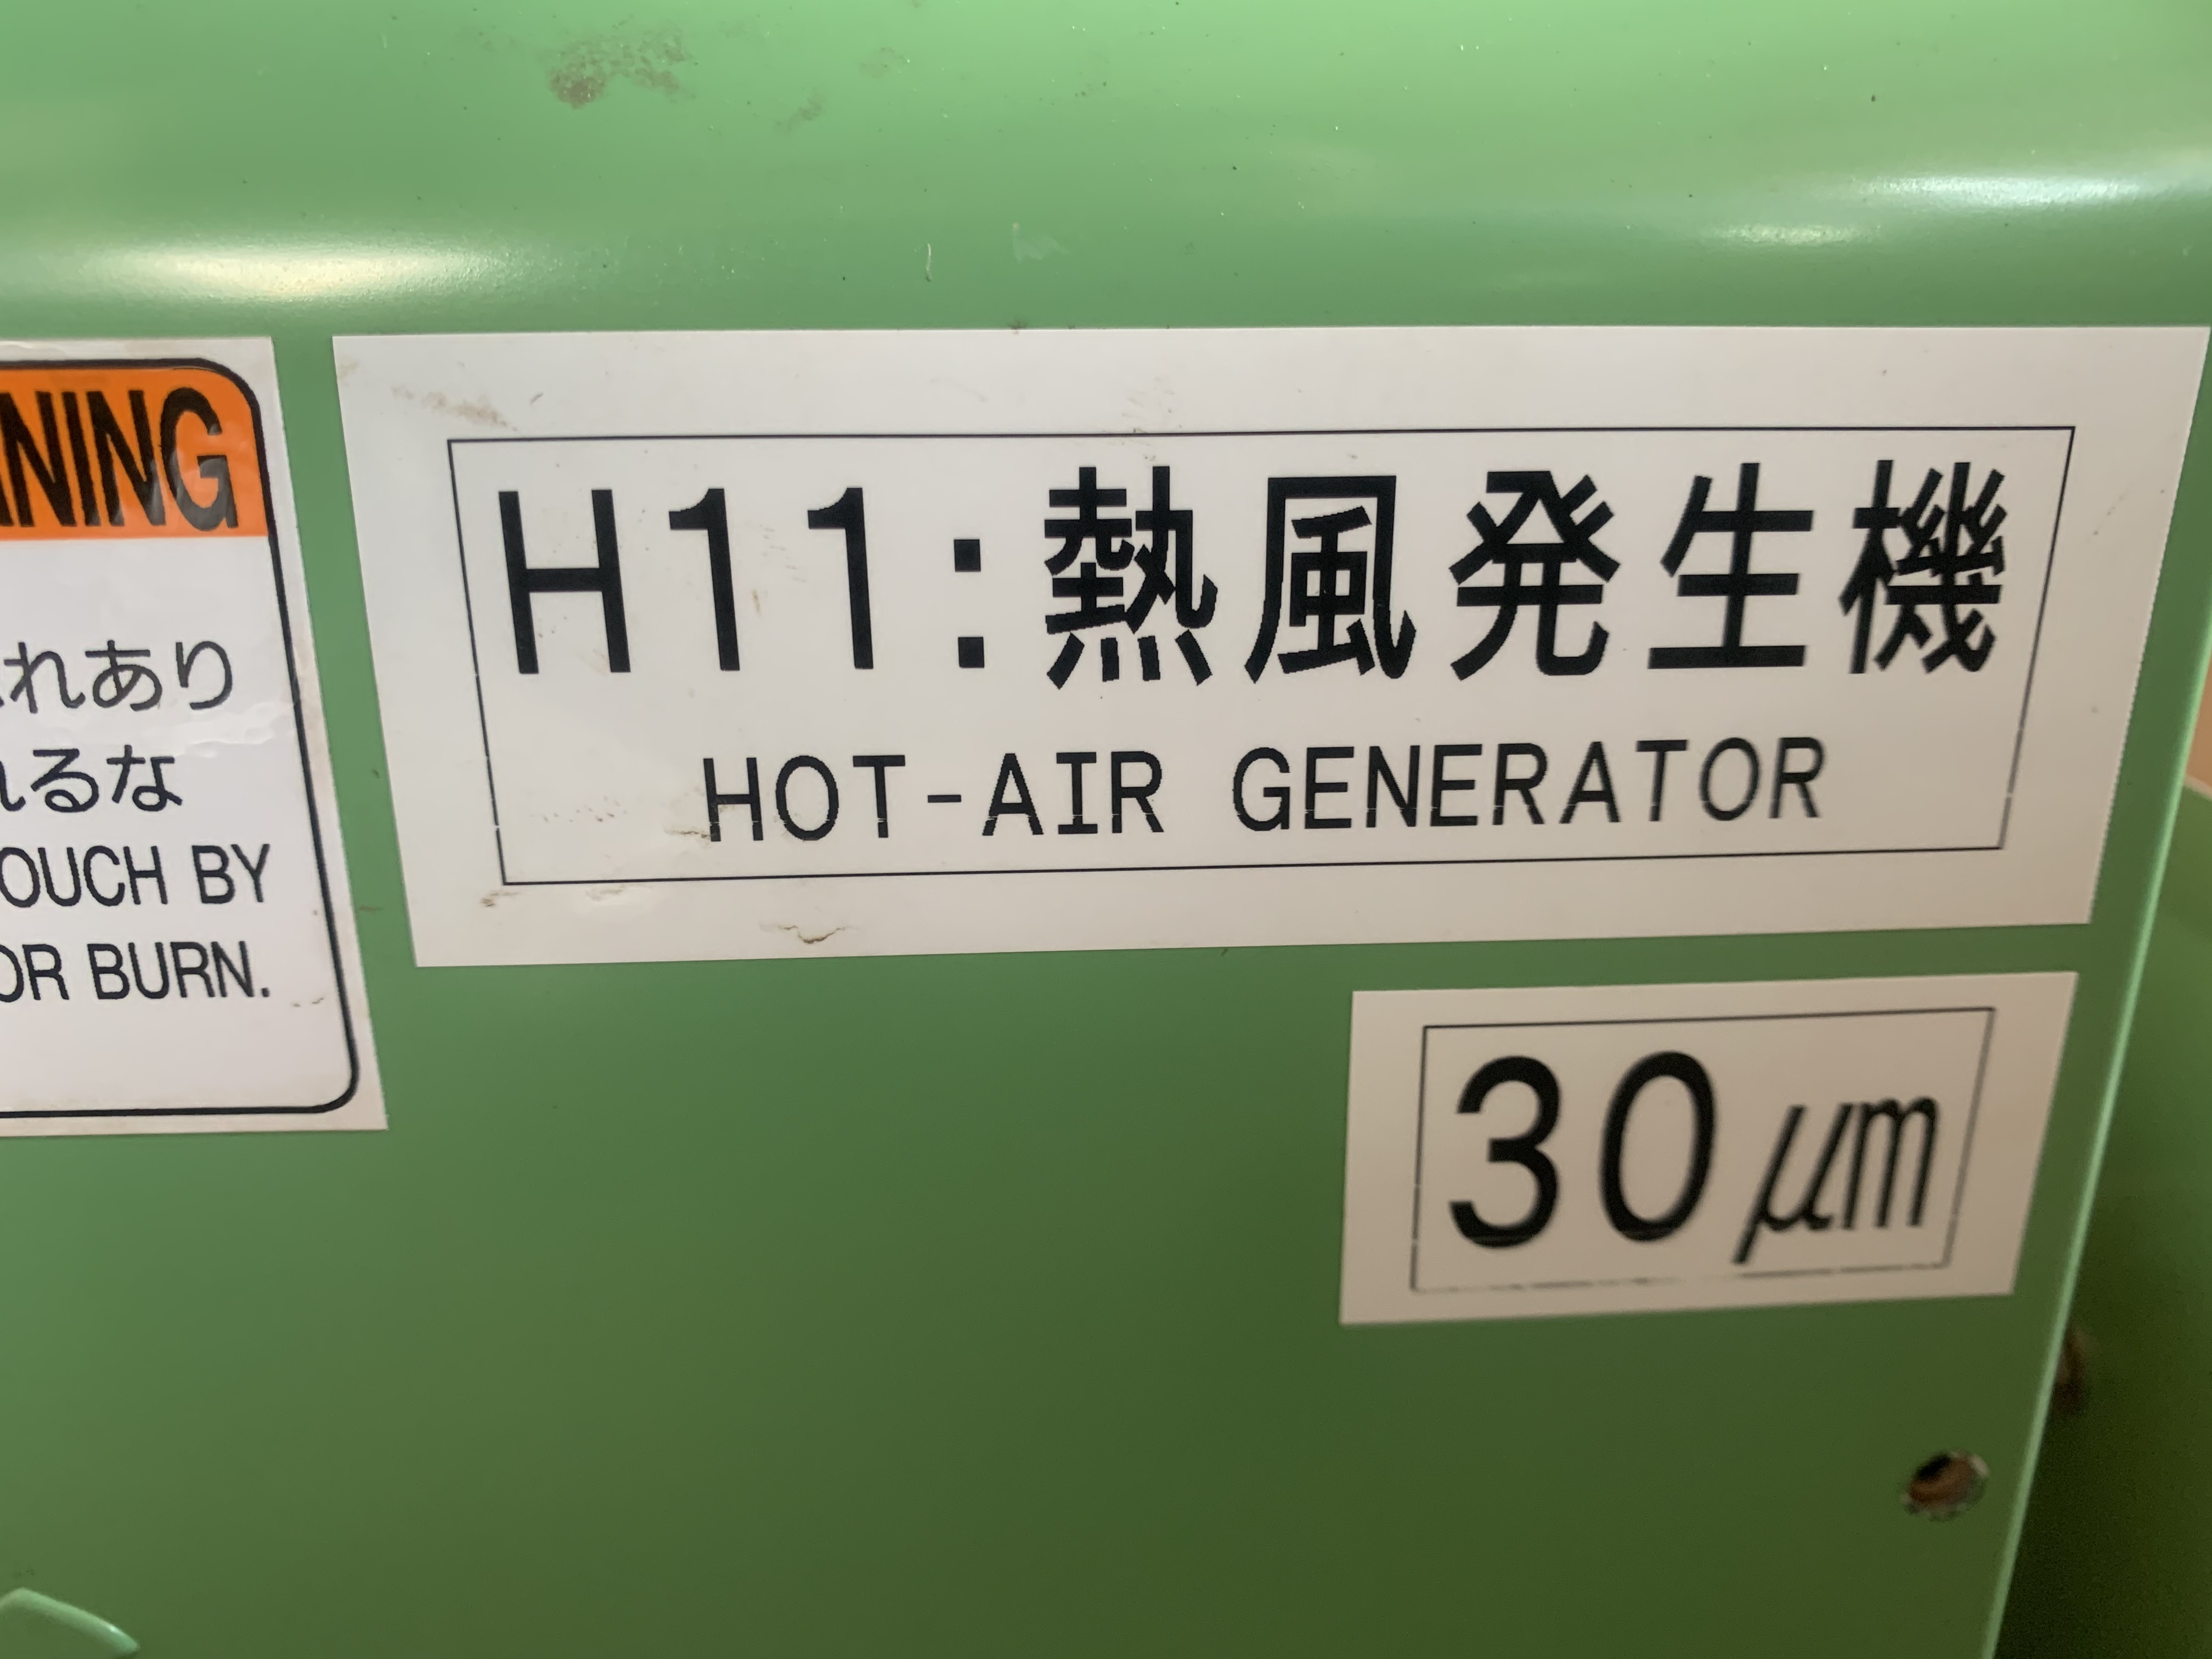 NING
れあり
るな
OUCH BY
OR BURN.
H11:熱風発生機
HOT-AIR GENERATOR
30μm